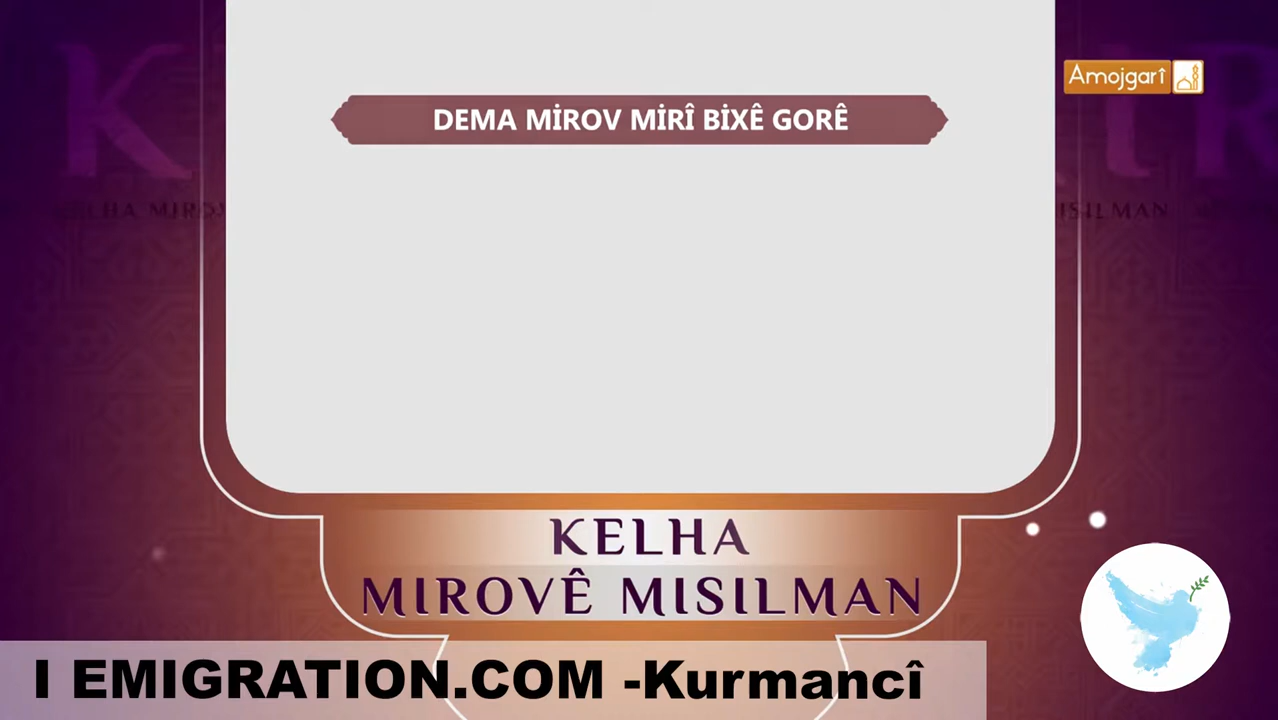 Amojgarî
DEMA MİROV MİRÎ BİXÊ GORÊ
KELHA
MIROVÊ MISILMAN
I EMIGRATION.COM -Kurmancî